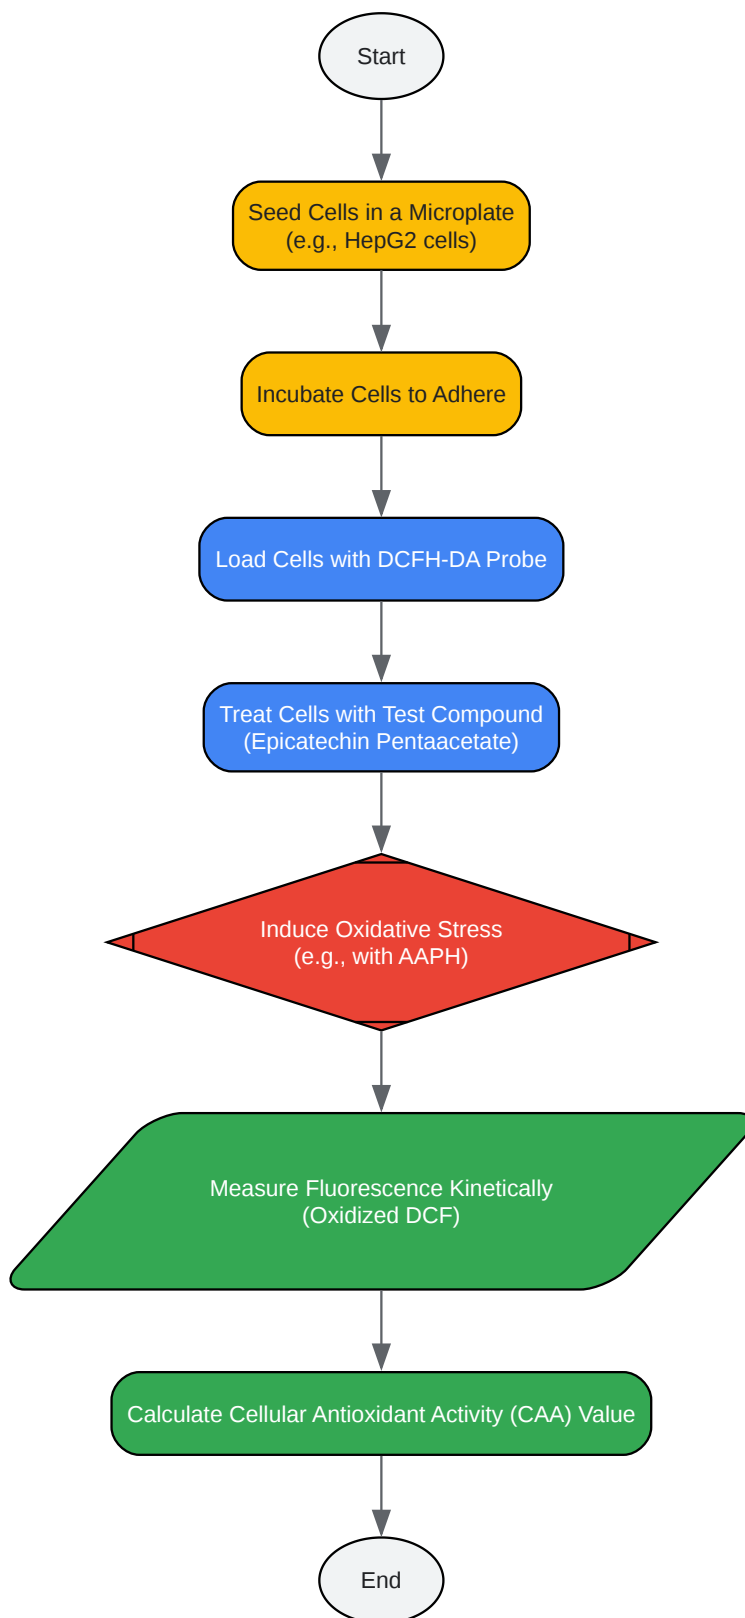 Start
Seed Cells in a Microplate
(e.g., HepG2 cells)
Incubate Cells to Adhere
Load Cells with DCFH-DA Probe
Treat Cells with Test Compound
(Epicatechin Pentaacetate)
Induce Oxidative Stress
(e.g., with AAPH)
Measure Fluorescence Kinetically
(Oxidized DCF)
Calculate Cellular Antioxidant Activity (CAA) Value
End